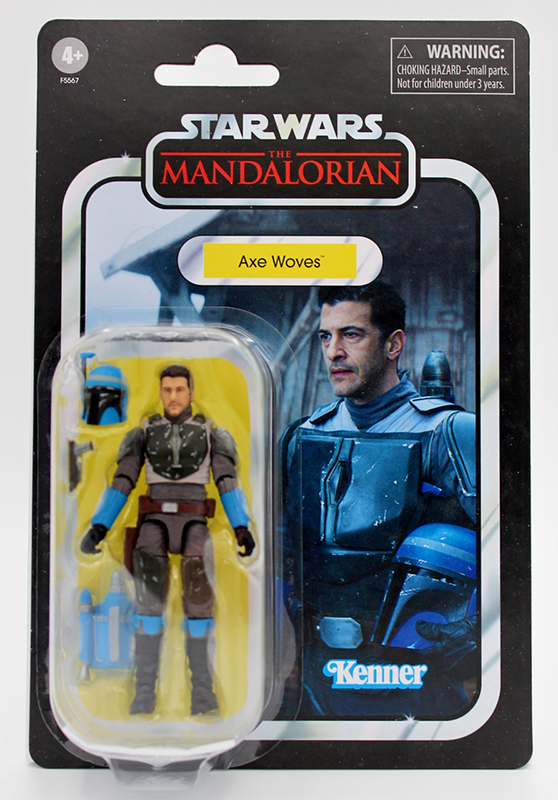 4+
F5567
WARNING:
CHOKING HAZARD–Small parts.
Not for children under 3 years.
STAR WARS
THE
MANDALORIAN
Axe Woves™
Kenner